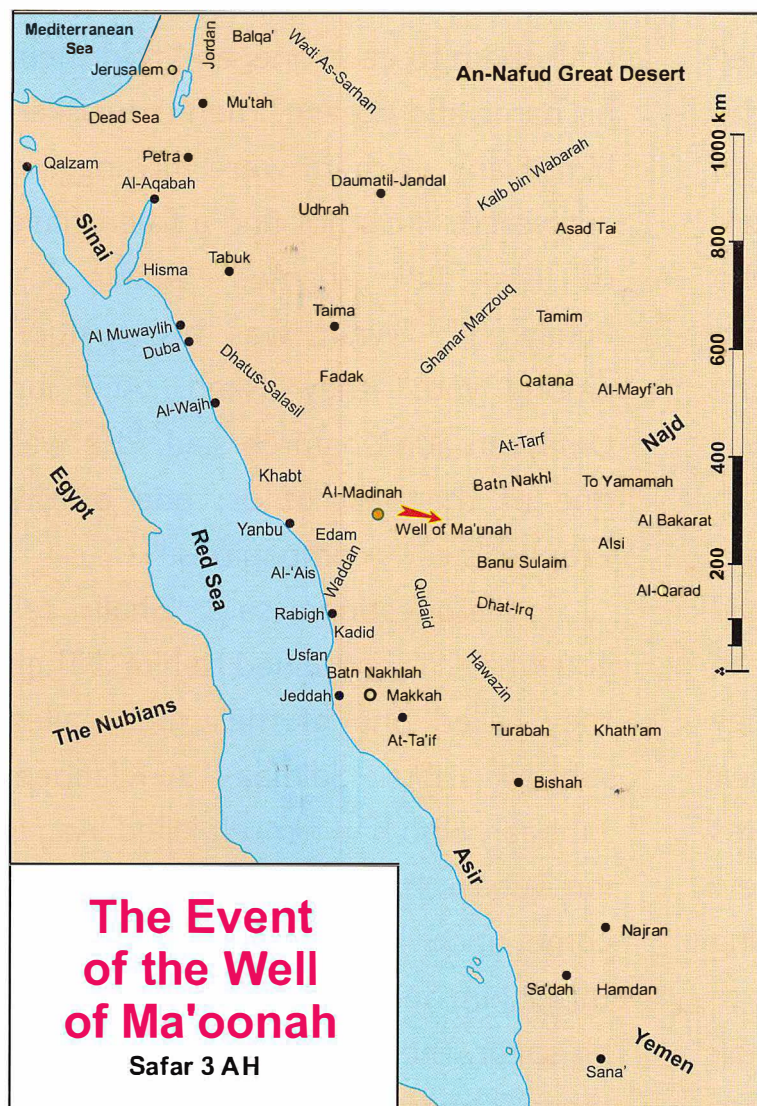 Mediterranean
Sea
Jordan
Balqa'
Wadi As-Sarhan
Jerusalem
An-Nafud Great Desert
Mu'tah
Dead Sea
1000 km
Petra
Qalzam
Al-Aqabah
Daumatil-Jandal
Kalb bin Wabarah
Udhrah
Sinai
Asad Tai
800
Tabuk
Hisma
Taima
Ghamar Marzouq
Tamim
Al Muwaylih
Duba
600
Dhatus-Salasil
Fadak
Qatana
Al-Mayf'ah
Al-Wajh
Najd
At-Tarf
400
Khabt
Batn Nakhl
To Yamamah
Egypt
Al-Madinah
Yanbu
Edam
Well of Ma'unah
Al Bakarat
Alsi
Red Sea
Waddan
Banu Sulaim
200
Al-'Ais
Qudaid
Al-Qarad
Dhat-Irq
Rabigh
Kadid
Usfan
Batn Nakhlah
Hawazin
Jeddah
Makkah
The Nubians
At-Ta'if
Turabah
Khath'am
Bishah
Asir
The Event
of the Well
of Ma'oonah
Safar 3 AH
Najran
Sa'dah
Hamdan
Yemen
Sana'